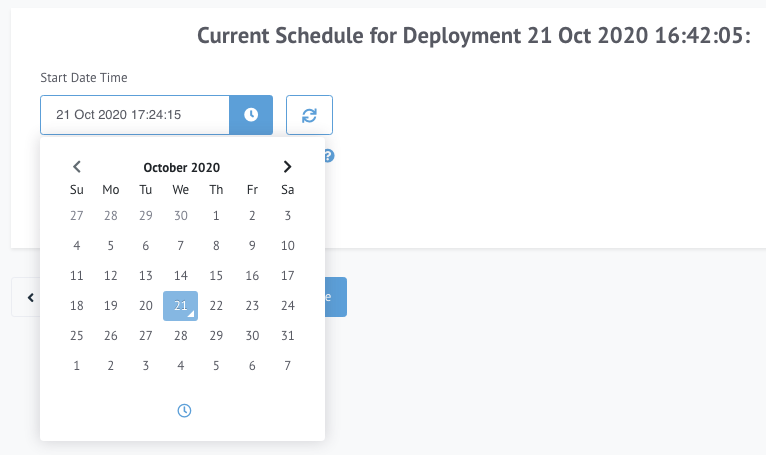 Current Schedule for Deployment 21 Oct 2020 16:42:05:
Start Date Time
21 Oct 2020 17:24:15
?
October 2020
Su Mo Tu We Th Fr Sa
27 28 29 30 1 2 3
4 5 6 7 8 9 10
11 12 13 14 15 16 17
18 19 20 21 22 23 24
25 26 27 28 29 30 31
1 2 3 4 5 6 7
e